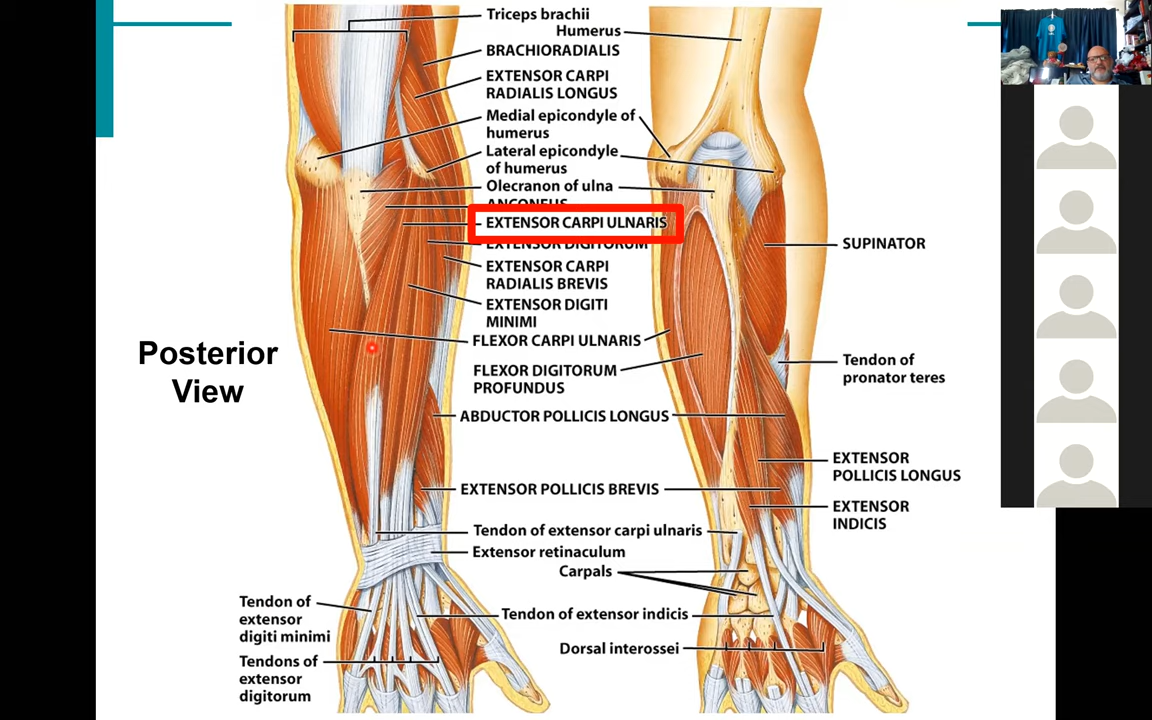 Triceps brachii
Humerus
BRACHIORADIALIS
EXTENSOR CARPI
RADIALIS LONGUS
Medial epicondyle of
humerus
Lateral epicondyle
of humerus
Olecranon of ulna
ANCONEUS
EXTENSOR CARPI ULNARIS
EXTENSOR DIGITORUM
EXTENSOR CARPI
RADIALIS BREVIS
EXTENSOR DIGITI
MINIMI
FLEXOR CARPI ULNARIS
FLEXOR DIGITORUM
PROFUNDUS
ABDUCTOR POLLICIS LONGUS
EXTENSOR POLLICIS BREVIS
Tendon of extensor carpi ulnaris
Extensor retinaculum
Carpals
Tendon of extensor indicis
Dorsal interossei
Posterior
View
Tendon of
extensor
digiti minimi
Tendons of
extensor
digitorum
SUPINATOR
Tendon of
pronator teres
EXTENSOR
POLLICIS LONGUS
EXTENSOR
INDICIS